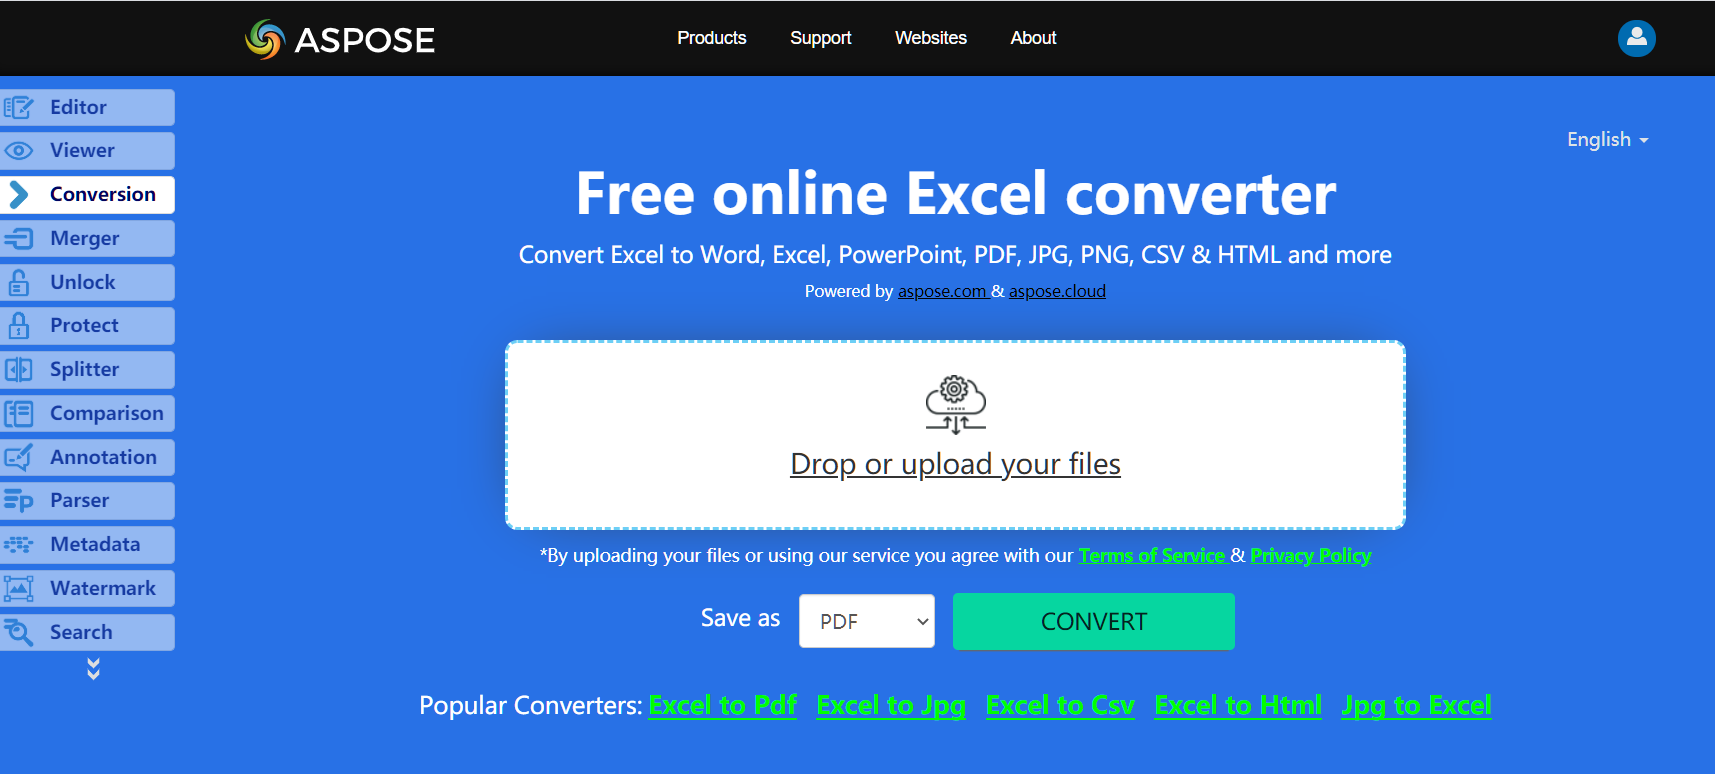 ASPOSE
Products Support Websites About
Editor
Viewer
Conversion
Merger
Unlock
Protect
Splitter
Comparison
Annotation
Parser
Metadata
Watermark
Search
English
Free online Excel converter
Convert Excel to Word, Excel, PowerPoint, PDF, JPG, PNG, CSV & HTML and more
Powered by aspose.com & aspose.cloud
Drop or upload your files
*By uploading your files or using our service you agree with our Terms of Service & Privacy Policy
Save as PDF CONVERT
Popular Converters: Excel to Pdf Excel to Jpg Excel to Csv Excel to Html Jpg to Excel